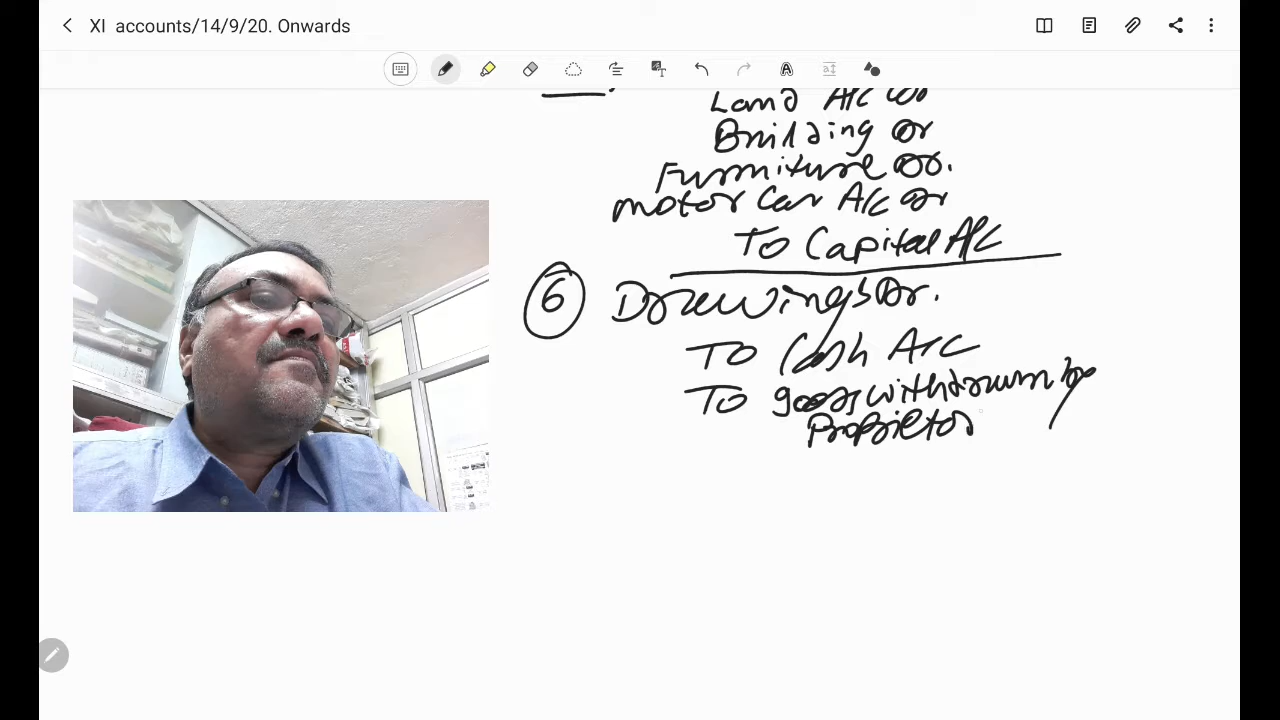 XI accounts/14/9/20. Onwards
Land A/C Dr
Building Dr
Furniture Dr.
motor Car A/C Dr
To Capital A/C
6 Drawings Dr.
To Cash A/C
To goods withdrawn by
Proprietor